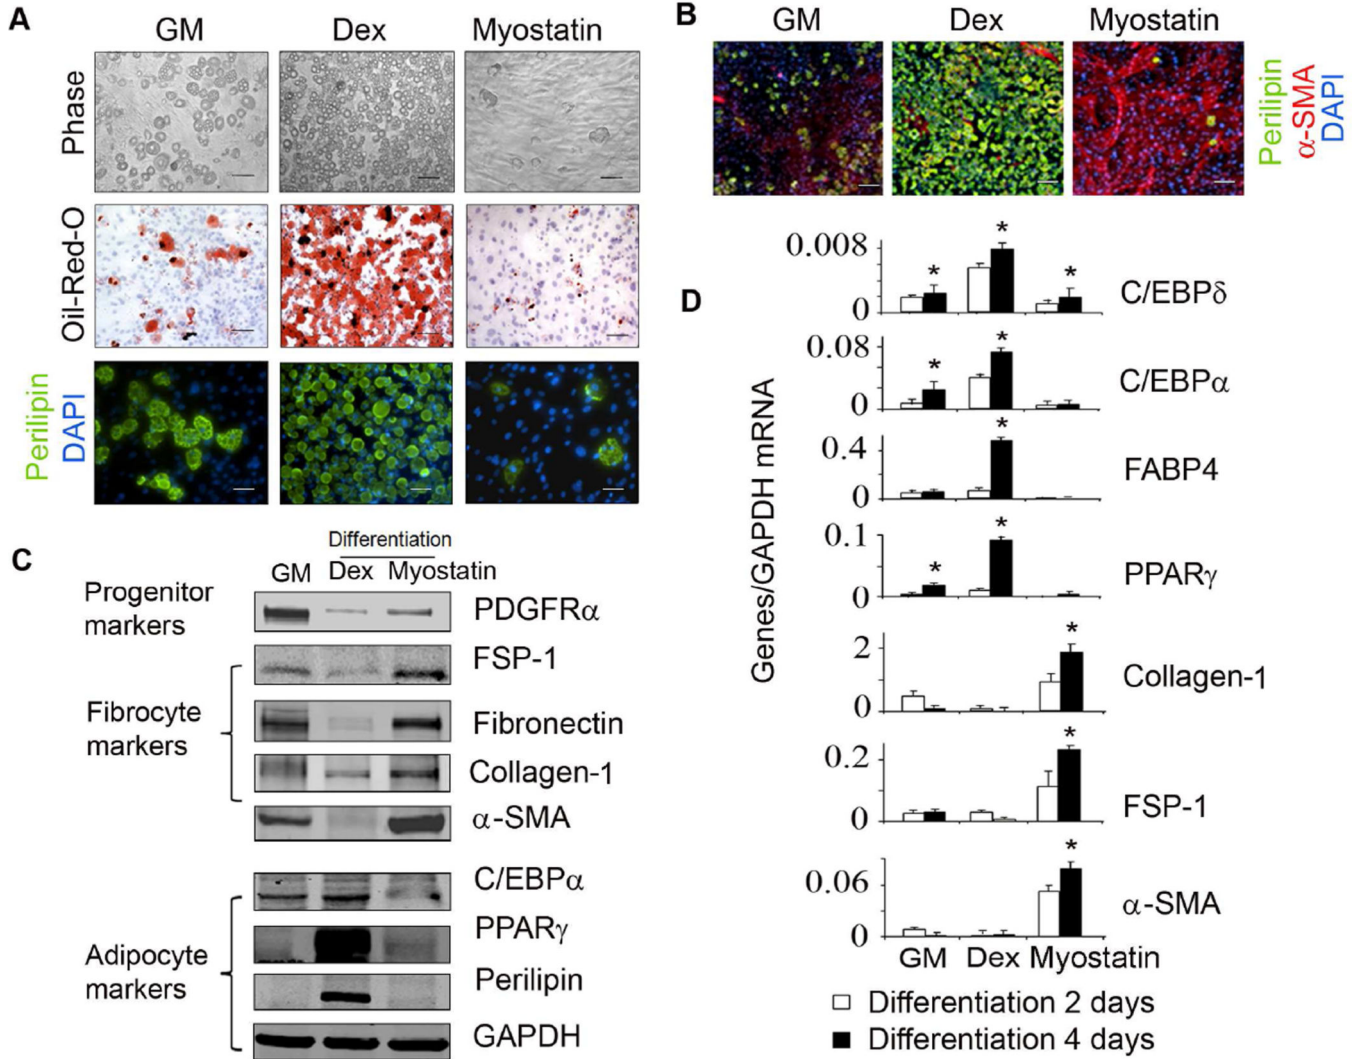 A
GM
Dex
Myostatin
Phase
Oil-Red-O
Perilipin
DAPI
B
GM
Dex
Myostatin
Perilipin
α-SMA
DAPI
C
Differentiation
GM
Dex
Myostatin
Progenitor
markers
PDGFRα
FSP-1
Fibrocyte
markers
Fibronectin
Collagen-1
α-SMA
C/EBPα
PPARγ
Adipocyte
markers
Perilipin
GAPDH
D
Genes/GAPDH mRNA
0.008
* * *
0
C/EBPδ
0.08
* *
0
C/EBPα
0.4
*
0
FABP4
0.1
* *
0
PPARγ
2
*
0
Collagen-1
0.2
*
0
FSP-1
0.06
*
0
α-SMA
GM Dex Myostatin
Differentiation 2 days
Differentiation 4 days